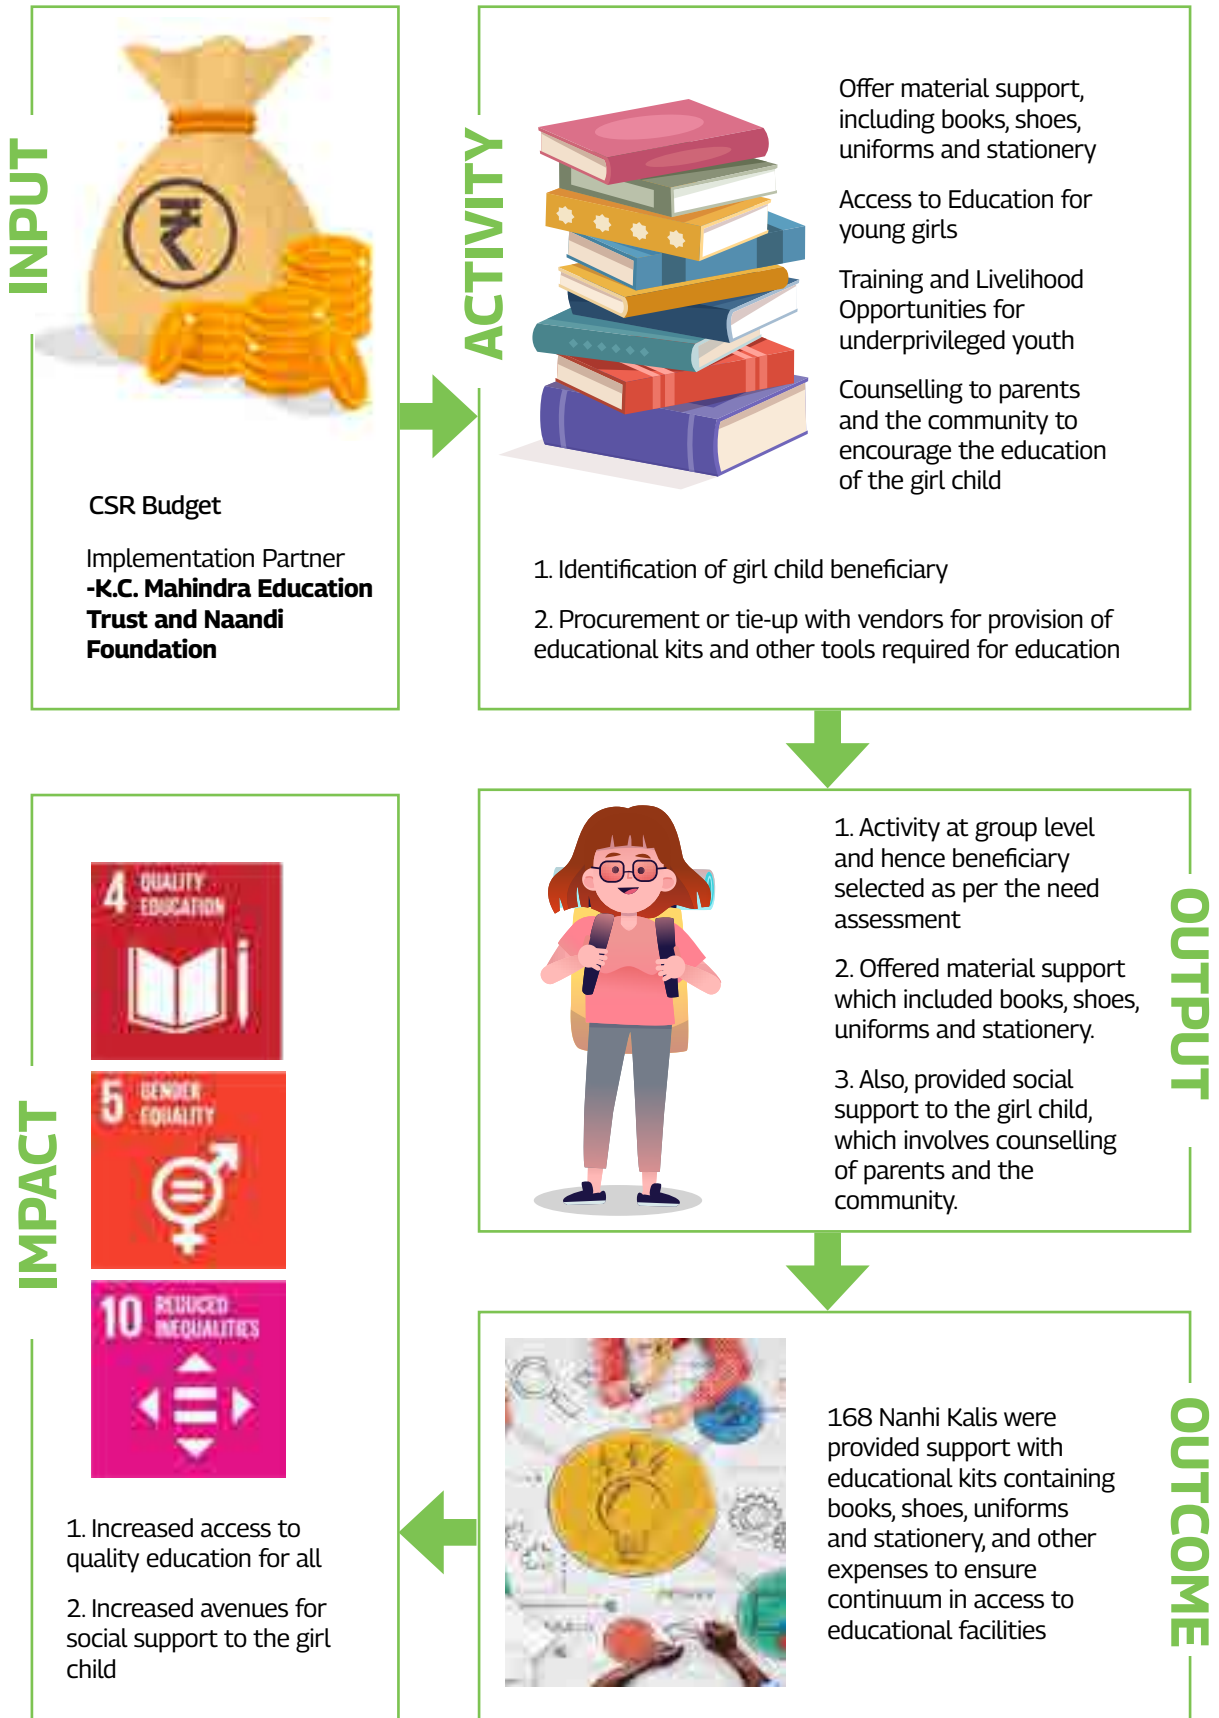 INPUT
CSR Budget
Implementation Partner
-K.C. Mahindra Education
Trust and Naandi
Foundation
ACTIVITY
Offer material support,
including books, shoes,
uniforms and stationery
Access to Education for
young girls
Training and Livelihood
Opportunities for
underprivileged youth
Counselling to parents
and the community to
encourage the education
of the girl child
1. Identification of girl child beneficiary
2. Procurement or tie-up with vendors for provision of
educational kits and other tools required for education
OUTPUT
1. Activity at group level
and hence beneficiary
selected as per the need
assessment
2. Offered material support
which included books, shoes,
uniforms and stationery.
3. Also, provided social
support to the girl child,
which involves counselling
of parents and the
community.
OUTCOME
168 Nanhi Kalis were
provided support with
educational kits containing
books, shoes, uniforms
and stationery, and other
expenses to ensure
continuum in access to
educational facilities
IMPACT
4 QUALITY
EDUCATION
5 GENDER
EQUALITY
10 REDUCED
INEQUALITIES
1. Increased access to
quality education for all
2. Increased avenues for
social support to the girl
child